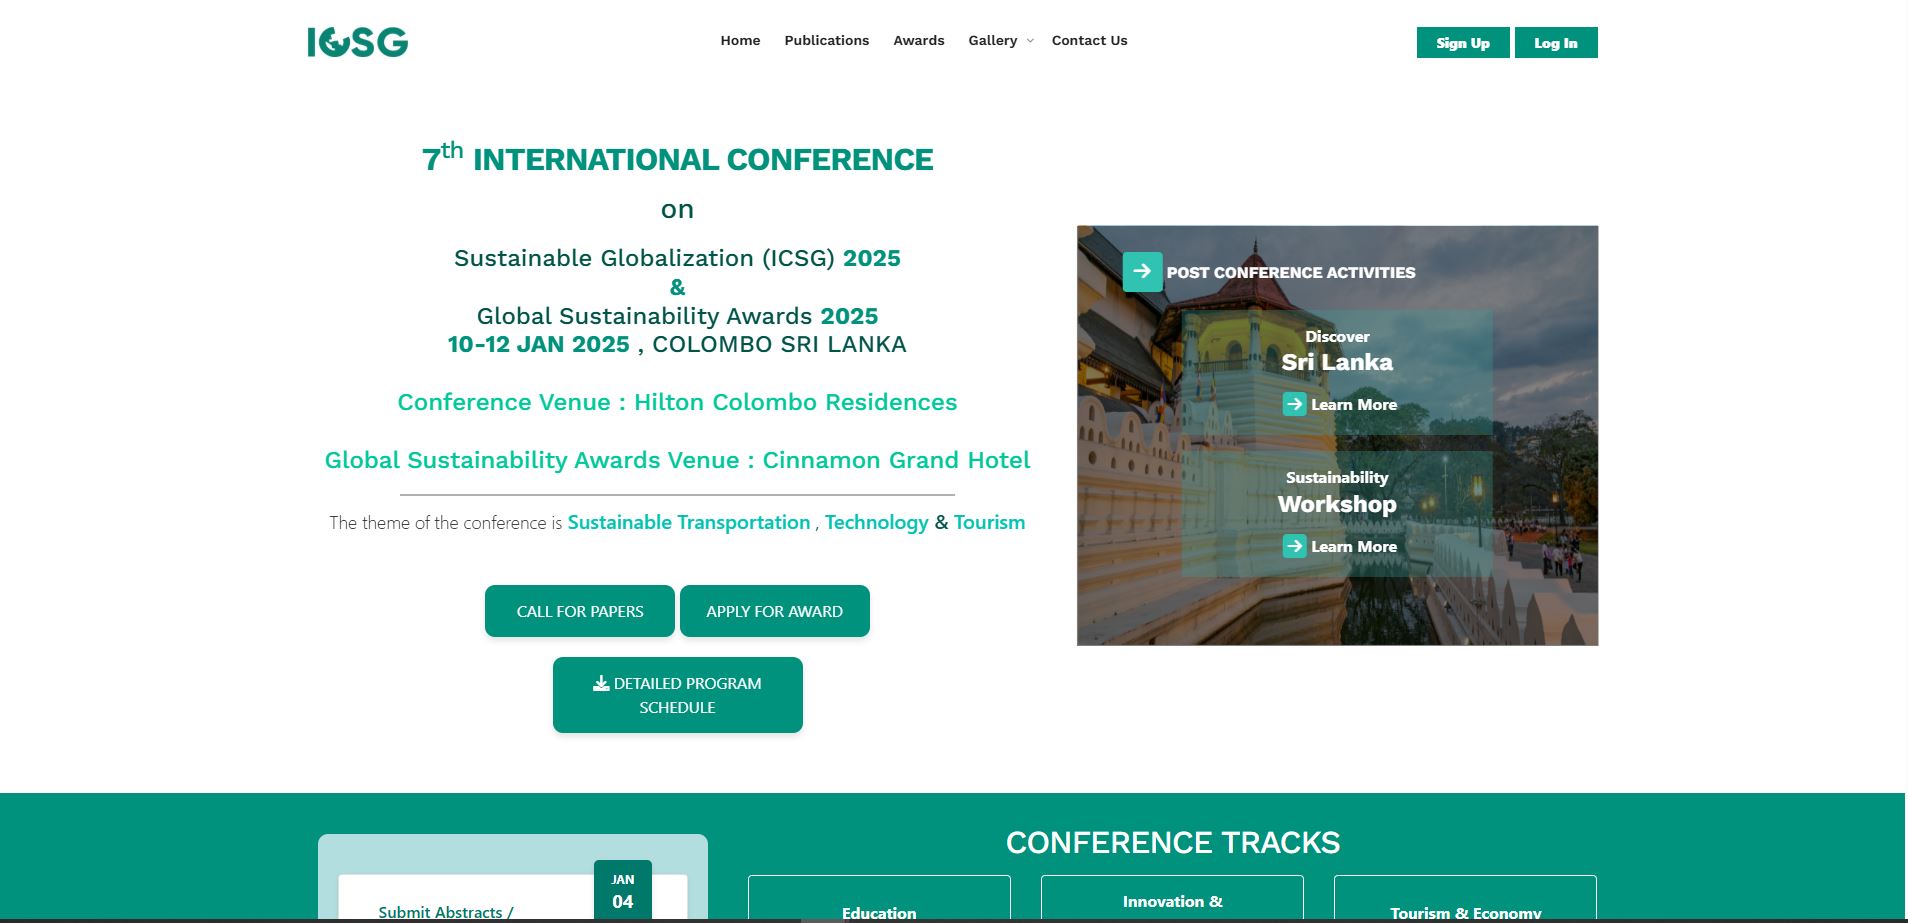 ICSG
Home Publications Awards Gallery Contact Us
Sign Up Log In
7th INTERNATIONAL CONFERENCE
on
Sustainable Globalization (ICSG) 2025
&
Global Sustainability Awards 2025
10-12 JAN 2025 , COLOMBO SRI LANKA
Conference Venue : Hilton Colombo Residences
Global Sustainability Awards Venue : Cinnamon Grand Hotel
The theme of the conference is Sustainable Transportation , Technology & Tourism
CALL FOR PAPERS
APPLY FOR AWARD
DETAILED PROGRAM
SCHEDULE
POST CONFERENCE ACTIVITIES
Discover
Sri Lanka
Learn More
Sustainability
Workshop
Learn More
JAN
04
Submit Abstracts /
CONFERENCE TRACKS
Education
Innovation &
Tourism & Economy